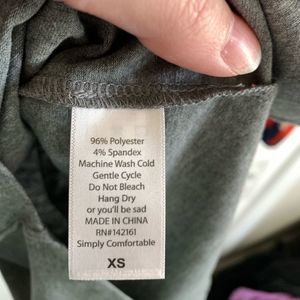 96% Polyester
4% Spandex
Machine Wash Cold
Gentle Cycle
Do Not Bleach
Hang Dry
or you'll be sad
MADE IN CHINA
RN#142161
Simply Comfortable
XS